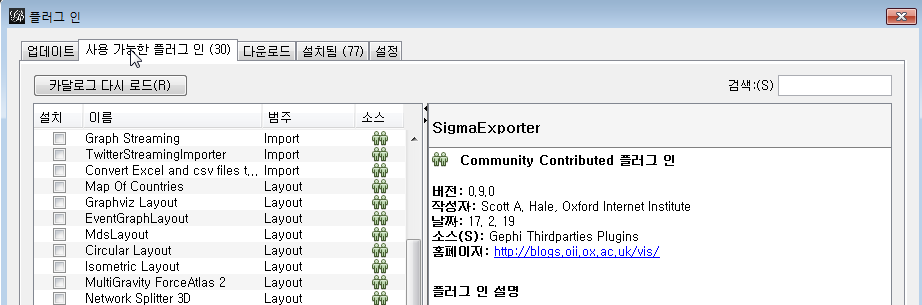 플러그 인
업데이트 사용 가능한 플러그 인 (30) 다운로드 설치됨 (77) 설정
카달로그 다시 로드(R) 검색:(S)
설치 이름 범주 소스
Graph Streaming Import
TwitterStreamingImporter Import
Convert Excel and csv files t... Import
Map Of Countries Layout
Graphviz Layout Layout
EventGraphLayout Layout
MdsLayout Layout
Circular Layout Layout
Isometric Layout Layout
MultiGravity ForceAtlas 2 Layout
Network Splitter 3D Layout
SigmaExporter
Community Contributed 플러그 인
버전: 0,9,0
작성자: Scott A, Hale, Oxford Internet Institute
날짜: 17, 2, 19
소스(S): Gephi Thirdparties Plugins
홈페이지: http://blogs,oii,ox,ac,uk/vis/
플러그 인 설명